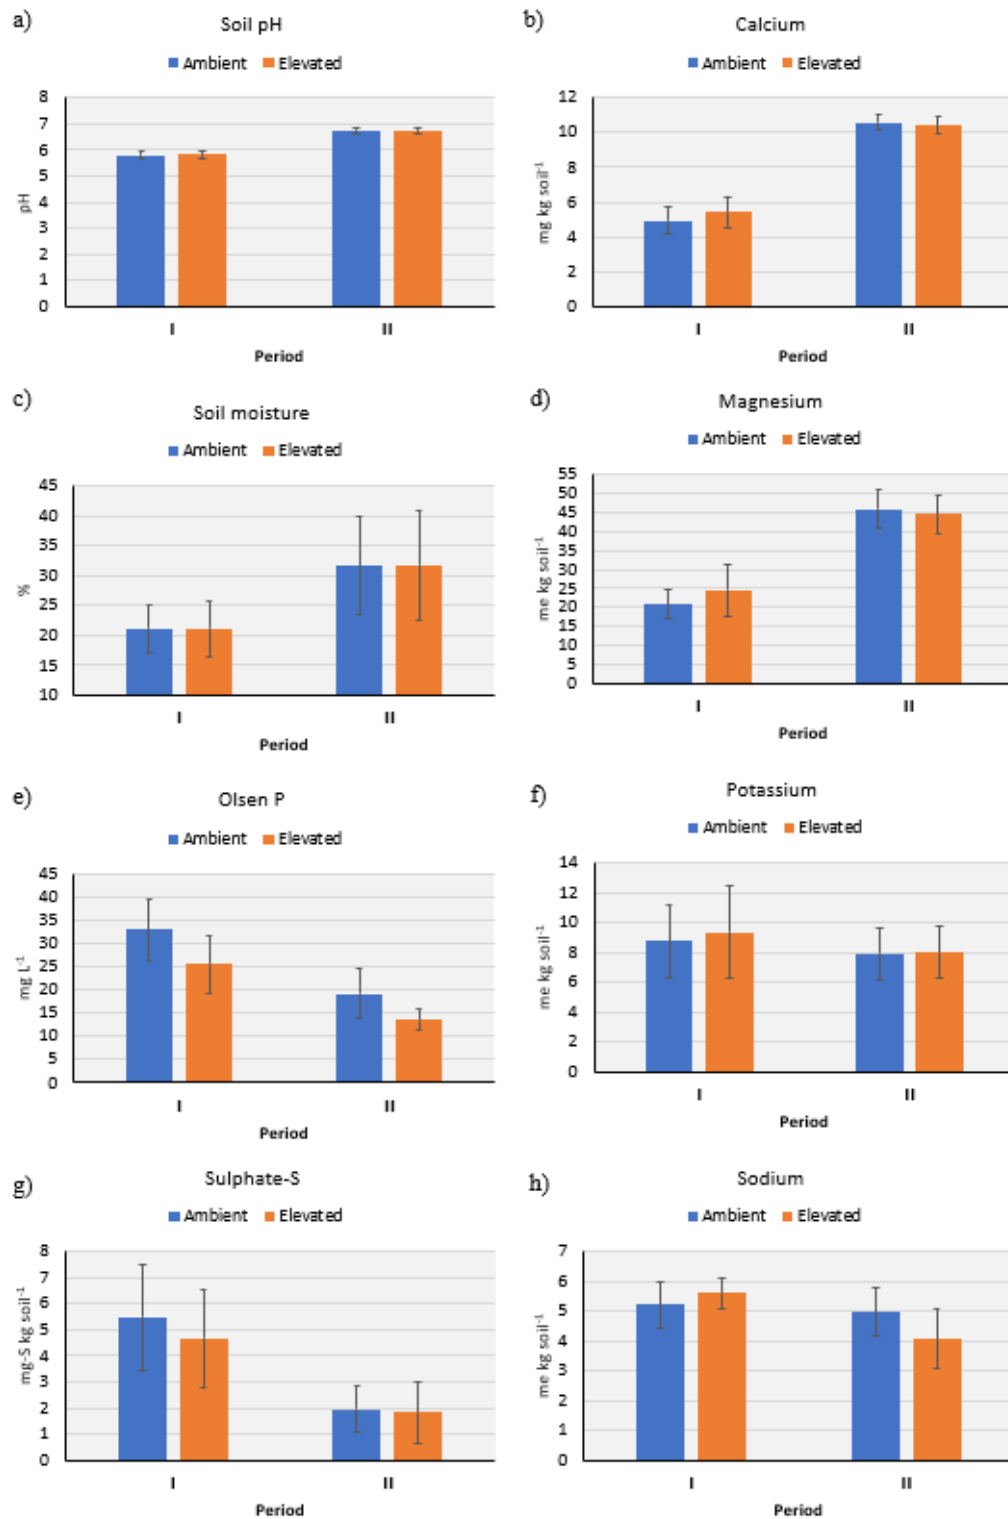 a)
Soil pH
Ambient Elevated
8
7
6
5
4
3
2
1
0
pH
I II
Period
b)
Calcium
Ambient Elevated
12
10
8
6
4
2
0
mg kg soil⁻¹
I II
Period
c)
Soil moisture
Ambient Elevated
45
40
35
30
25
20
15
10
%
I II
Period
d)
Magnesium
Ambient Elevated
55
50
45
40
35
30
25
20
15
10
5
0
me kg soil⁻¹
I II
Period
e)
Olsen P
Ambient Elevated
45
40
35
30
25
20
15
10
5
0
mg L⁻¹
I II
Period
f)
Potassium
Ambient Elevated
14
12
10
8
6
4
2
0
me kg soil⁻¹
I II
Period
g)
Sulphate-S
Ambient Elevated
8
7
6
5
4
3
2
1
0
mg-S kg soil⁻¹
I II
Period
h)
Sodium
Ambient Elevated
7
6
5
4
3
2
1
0
me kg soil⁻¹
I II
Period